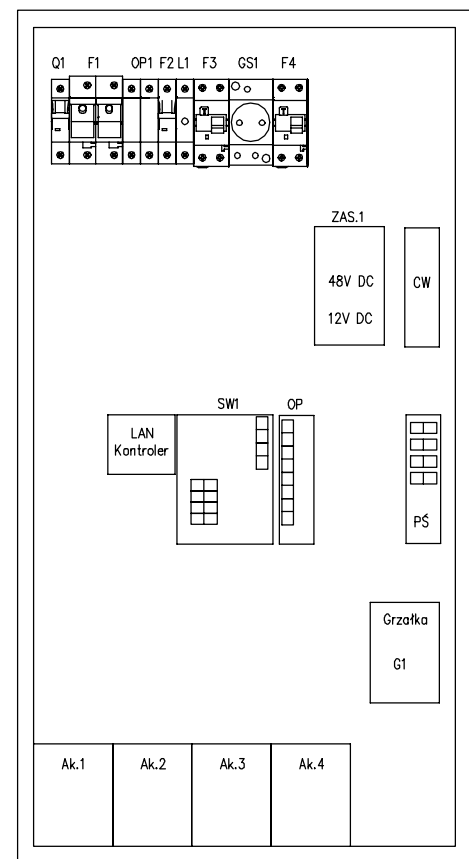 Q1 F1 OP1 F2 L1 F3 GS1 F4
ZAS.1
48V DC
12V DC
CW
SW1
OP
LAN
Kontroler
PŚ
Grzałka
G1
Ak.1 Ak.2 Ak.3 Ak.4